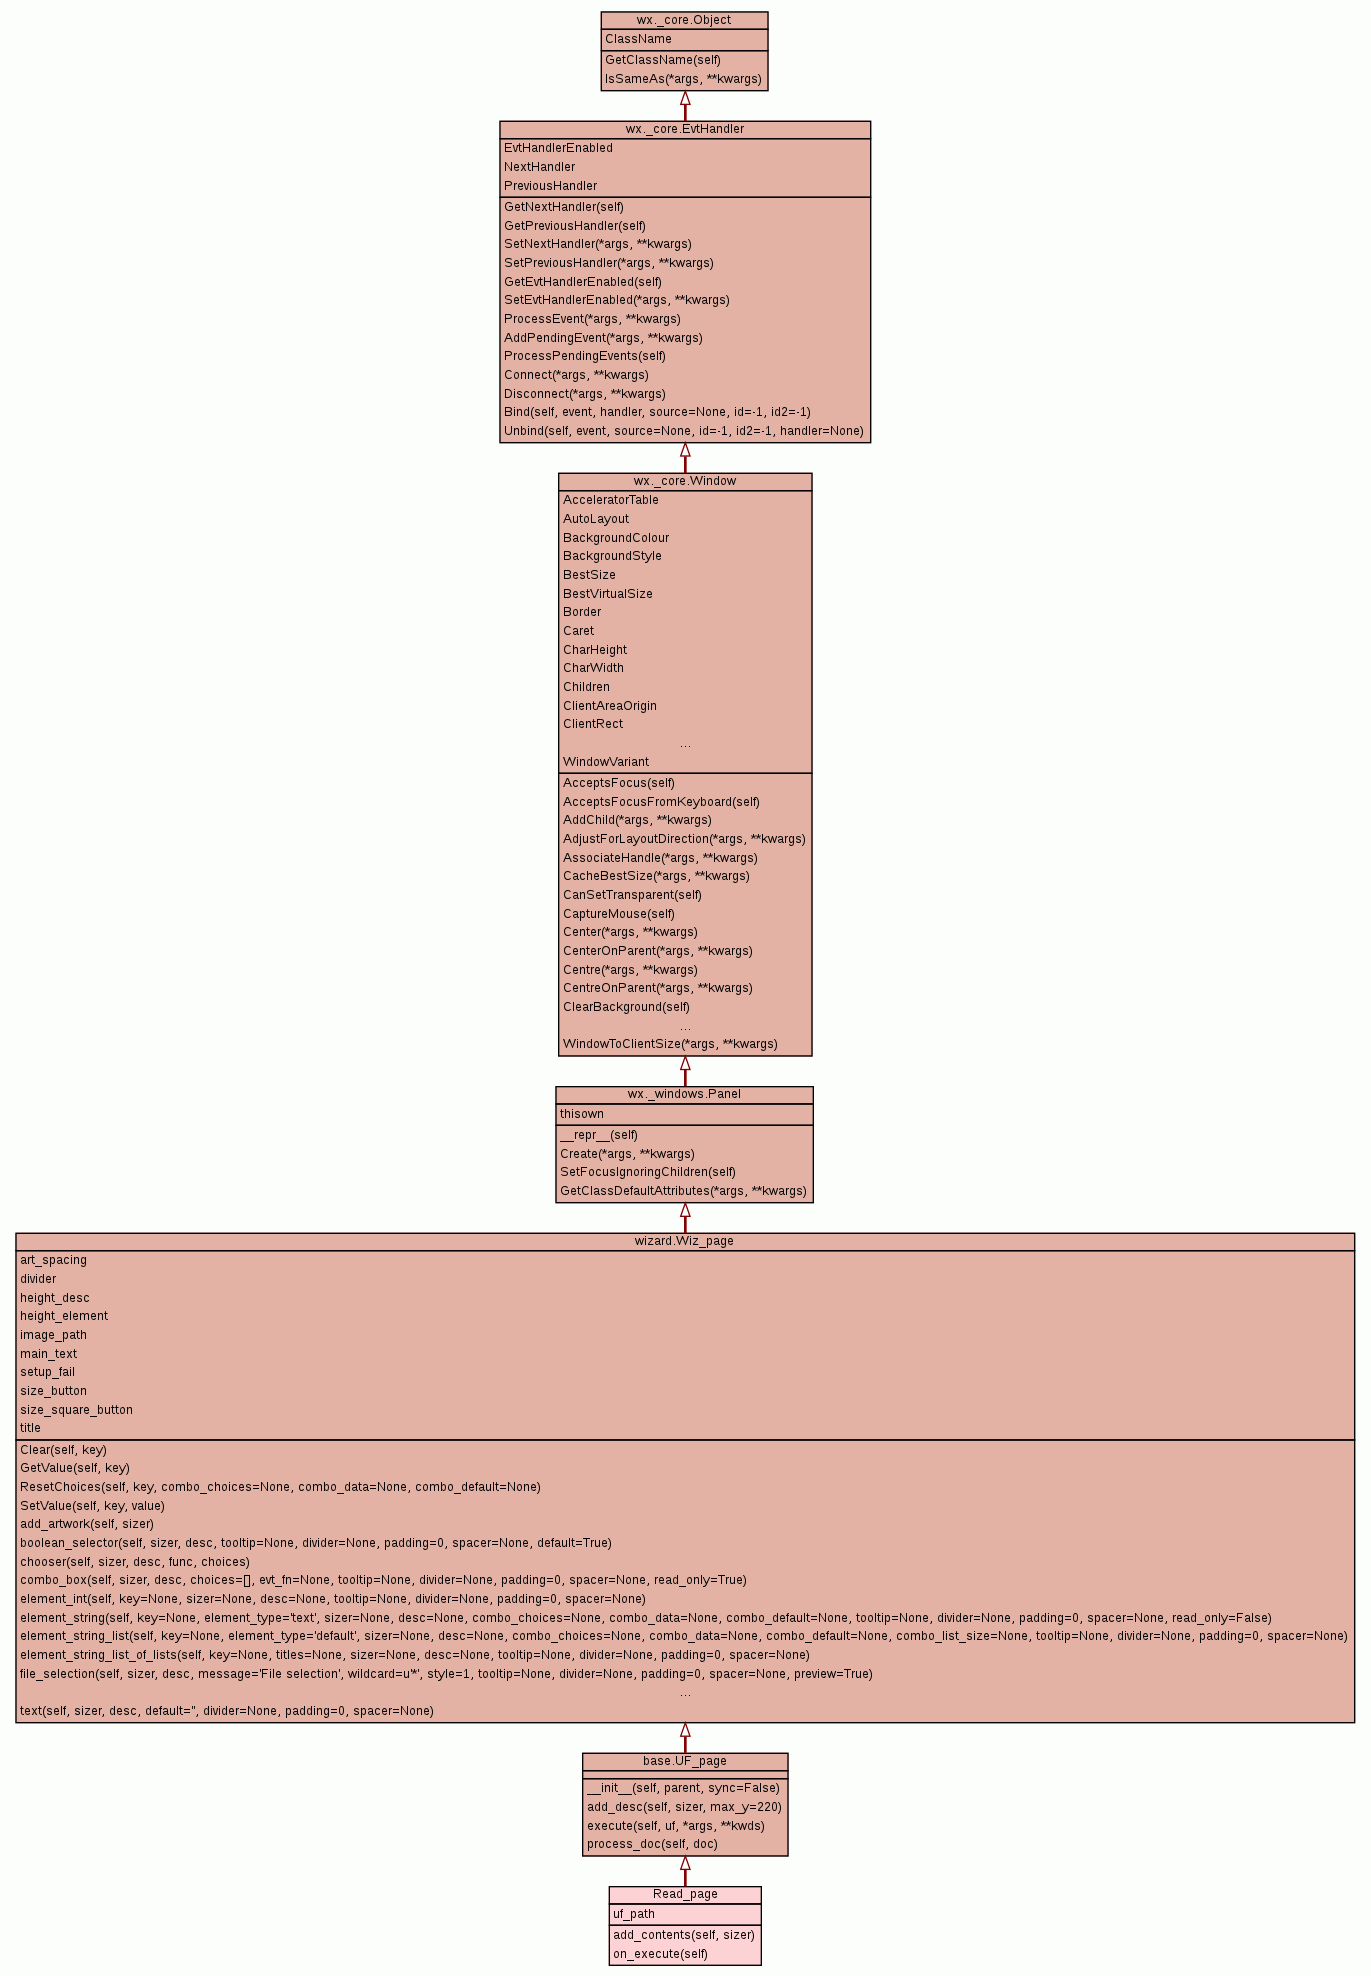 wx._core.Object
ClassName
GetClassName(self)
IsSameAs(*args, **kwargs)
wx._core.EvtHandler
EvtHandlerEnabled
NextHandler
PreviousHandler
GetNextHandler(self)
GetPreviousHandler(self)
SetNextHandler(*args, **kwargs)
SetPreviousHandler(*args, **kwargs)
GetEvtHandlerEnabled(self)
SetEvtHandlerEnabled(*args, **kwargs)
ProcessEvent(*args, **kwargs)
AddPendingEvent(*args, **kwargs)
ProcessPendingEvents(self)
Connect(*args, **kwargs)
Disconnect(*args, **kwargs)
Bind(self, event, handler, source=None, id=-1, id2=-1)
Unbind(self, event, source=None, id=-1, id2=-1, handler=None)
wx._core.Window
AcceleratorTable
AutoLayout
BackgroundColour
BackgroundStyle
BestSize
BestVirtualSize
Border
Caret
CharHeight
CharWidth
Children
ClientAreaOrigin
ClientRect
...
WindowVariant
AcceptsFocus(self)
AcceptsFocusFromKeyboard(self)
AddChild(*args, **kwargs)
AdjustForLayoutDirection(*args, **kwargs)
AssociateHandle(*args, **kwargs)
CacheBestSize(*args, **kwargs)
CanSetTransparent(self)
CaptureMouse(self)
Center(*args, **kwargs)
CenterOnParent(*args, **kwargs)
Centre(*args, **kwargs)
CentreOnParent(*args, **kwargs)
ClearBackground(self)
...
WindowToClientSize(*args, **kwargs)
wx._windows.Panel
thisown
__repr__(self)
Create(*args, **kwargs)
SetFocusIgnoringChildren(self)
GetClassDefaultAttributes(*args, **kwargs)
wizard.Wiz_page
art_spacing
divider
height_desc
height_element
image_path
main_text
setup_fail
size_button
size_square_button
title
Clear(self, key)
GetValue(self, key)
ResetChoices(self, key, combo_choices=None, combo_data=None, combo_default=None)
SetValue(self, key, value)
add_artwork(self, sizer)
boolean_selector(self, sizer, desc, tooltip=None, divider=None, padding=0, spacer=None, default=True)
chooser(self, sizer, desc, func, choices)
combo_box(self, sizer, desc, choices=[], evt_fn=None, tooltip=None, divider=None, padding=0, spacer=None, read_only=True)
element_int(self, key=None, sizer=None, desc=None, tooltip=None, divider=None, padding=0, spacer=None)
element_string(self, key=None, element_type='text', sizer=None, desc=None, combo_choices=None, combo_data=None, combo_default=None, tooltip=None, divider=None, padding=0, spacer=None, read_only=False)
element_string_list(self, key=None, element_type='default', sizer=None, desc=None, combo_choices=None, combo_data=None, combo_default=None, combo_list_size=None, tooltip=None, divider=None, padding=0, spacer=None)
element_string_list_of_lists(self, key=None, titles=None, sizer=None, desc=None, tooltip=None, divider=None, padding=0, spacer=None)
file_selection(self, sizer, desc, message='File selection', wildcard=u'*', style=1, tooltip=None, divider=None, padding=0, spacer=None, preview=True)
...
text(self, sizer, desc, default='', divider=None, padding=0, spacer=None)
base.UF_page
__init__(self, parent, sync=False)
add_desc(self, sizer, max_y=220)
execute(self, uf, *args, **kwds)
process_doc(self, doc)
Read_page
uf_path
add_contents(self, sizer)
on_execute(self)